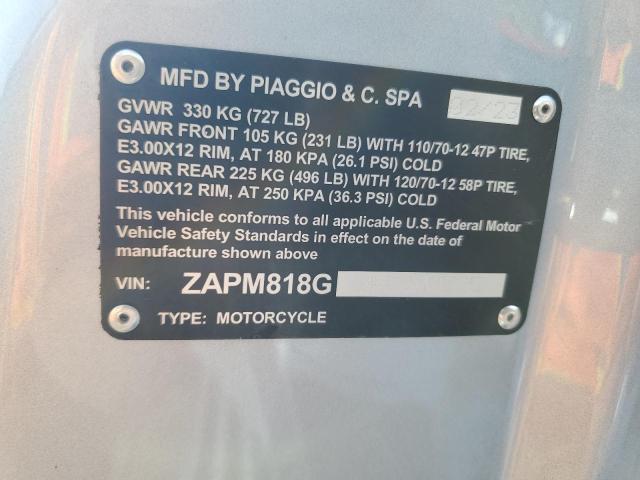 MFD BY PIAGGIO & C. SPA 02/23
GVWR 330 KG (727 LB)
GAWR FRONT 105 KG (231 LB) WITH 110/70-12 47P TIRE,
E3.00X12 RIM, AT 180 KPA (26.1 PSI) COLD
GAWR REAR 225 KG (496 LB) WITH 120/70-12 58P TIRE,
E3.00X12 RIM, AT 250 KPA (36.3 PSI) COLD
This vehicle conforms to all applicable U.S. Federal Motor
Vehicle Safety Standards in effect on the date of
manufacture shown above
VIN: ZAPM818G
TYPE: MOTORCYCLE